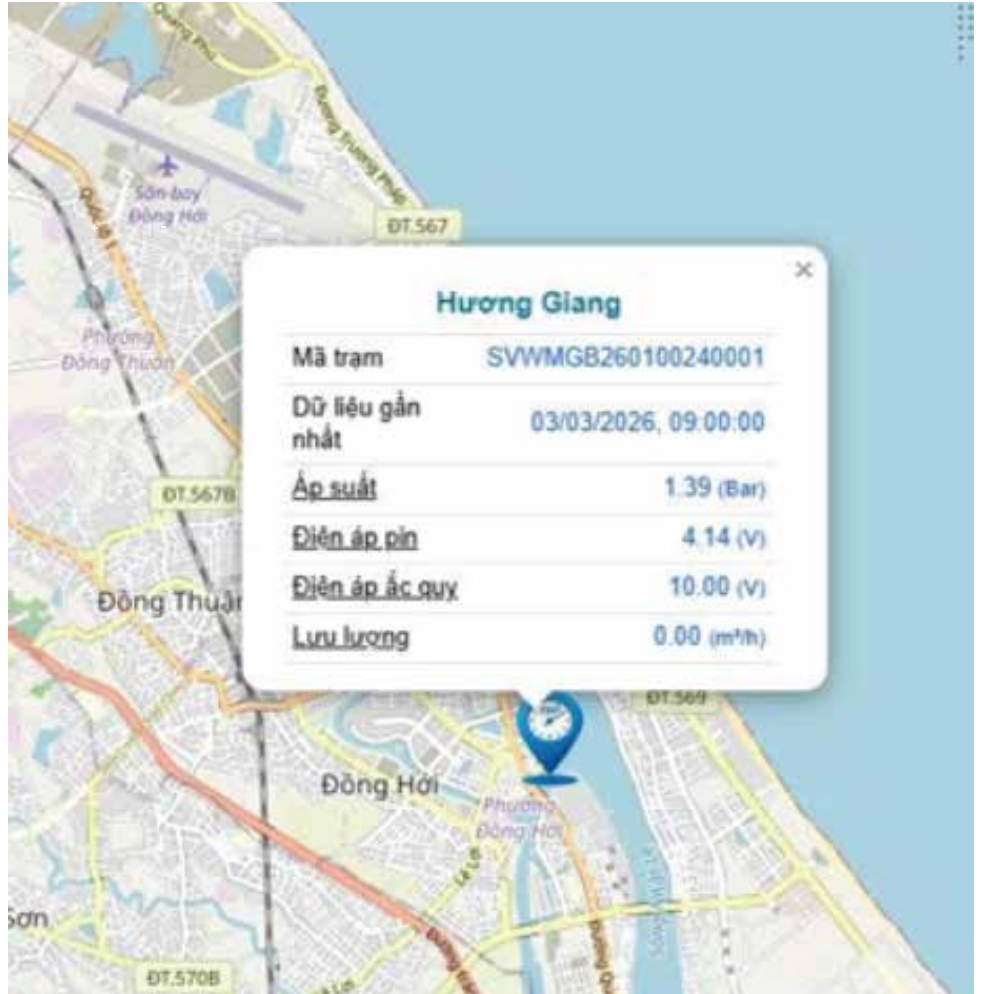 Quang Phú
Đường Trương Pháp
Sân bay
Đồng Hới
Quốc lộ 1
ĐT.567
Hương Giang
Mã trạm SVWMGB260100240001
Phường
Đồng Thuận
Dữ liệu gần
nhất 03/03/2026, 09:00:00
Áp suất 1.39 (Bar)
ĐT.567B
Điện áp pin 4.14 (V)
Điện áp ắc quy 10.00 (V)
Đồng Thuận
Lưu lượng 0.00 (m³/h)
ĐT.569
Đồng Hới
Phường
Đồng Hới
Lê Lợi
Sơn
ĐT.570B